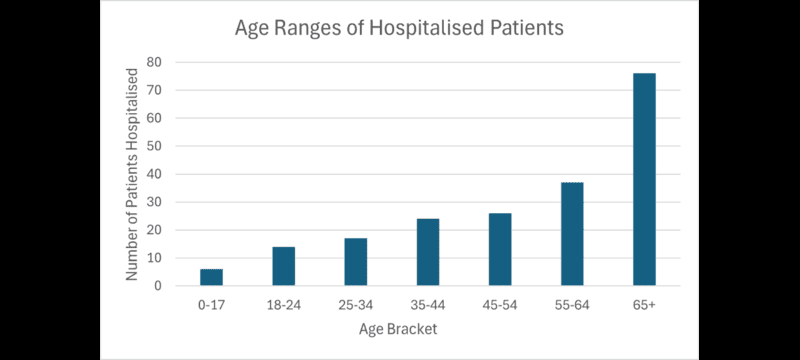 Age Ranges of Hospitalised Patients
Number of Patients Hospitalised
80
70
60
50
40
30
20
10
0
0-17 18-24 25-34 35-44 45-54 55-64 65+
Age Bracket